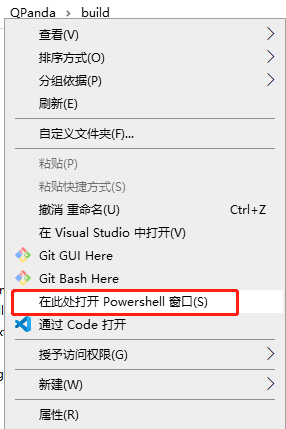 QPanda > build
查看(V)
排序方式(O)
分组依据(P)
刷新(E)
自定义文件夹(F)...
粘贴(P)
粘贴快捷方式(S)
撤消 重命名(U) Ctrl+Z
在 Visual Studio 中打开(V)
Git GUI Here
Git Bash Here
在此处打开 Powershell 窗口(S)
通过 Code 打开
授予访问权限(G)
新建(W)
属性(R)